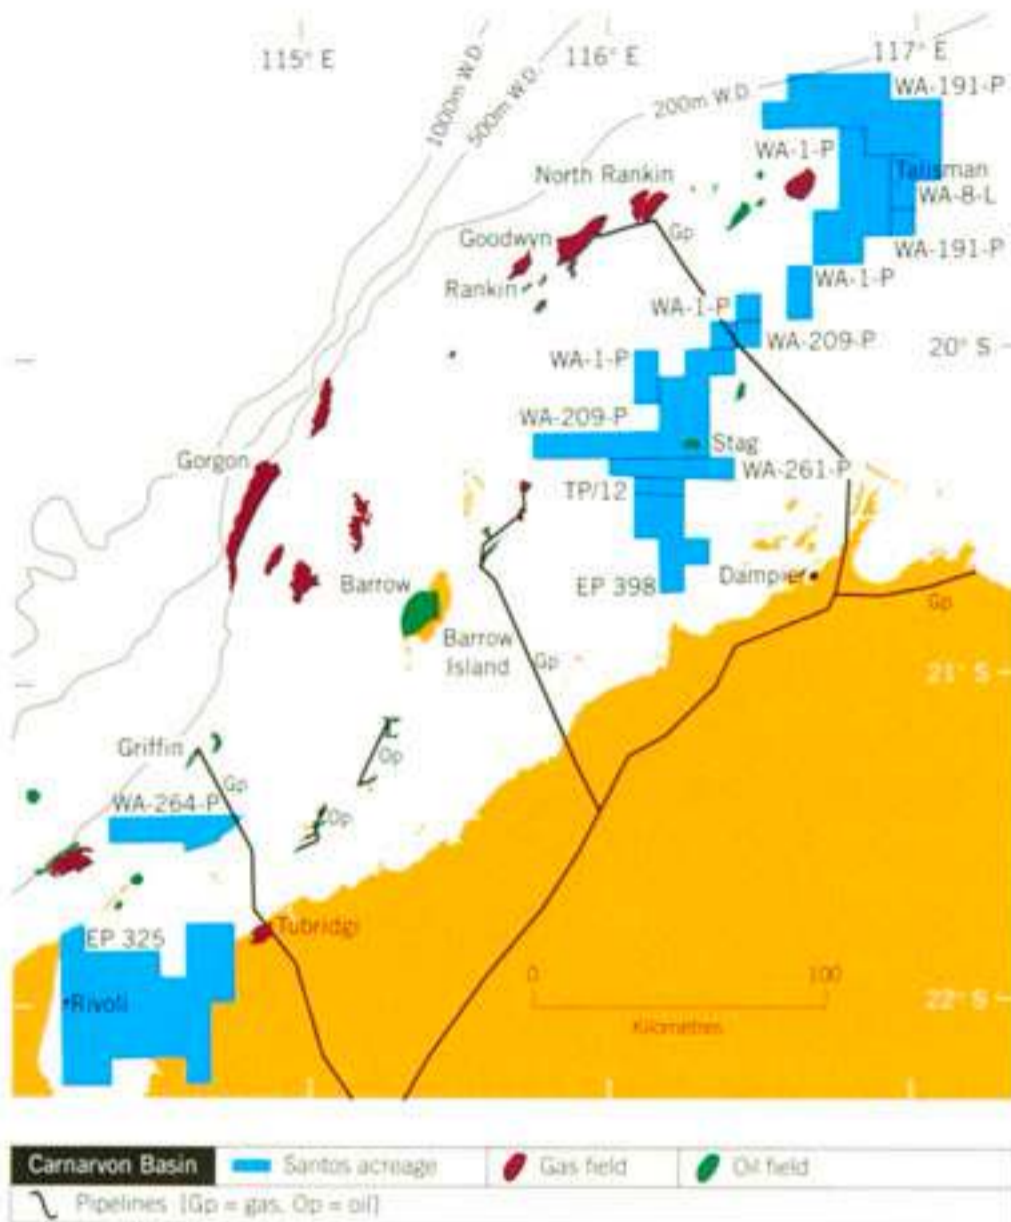 115° E
116° E
117° E
1000m W.D.
500m W.D.
200m W.D.
WA-191-P
WA-1-P
Talisman
WA-8-L
North Rankin
Goodwyn
Gp
WA-191-P
Rankin
WA-1-P
WA-1-P
WA-209-P
20° S
WA-1-P
WA-209-P
Stag
Gorgon
WA-261-P
TP/12
Barrow
EP 398
Dampier
Gp
Barrow
Island
Gp
21° S
Griffin
Op
Gp
WA-264-P
Op
Tubridgi
EP 325
0
100
Rivoli
22° S
Kilometres
Carnarvon Basin
Santos acreage
Gas field
Oil field
Pipelines [Gp = gas, Op = oil]